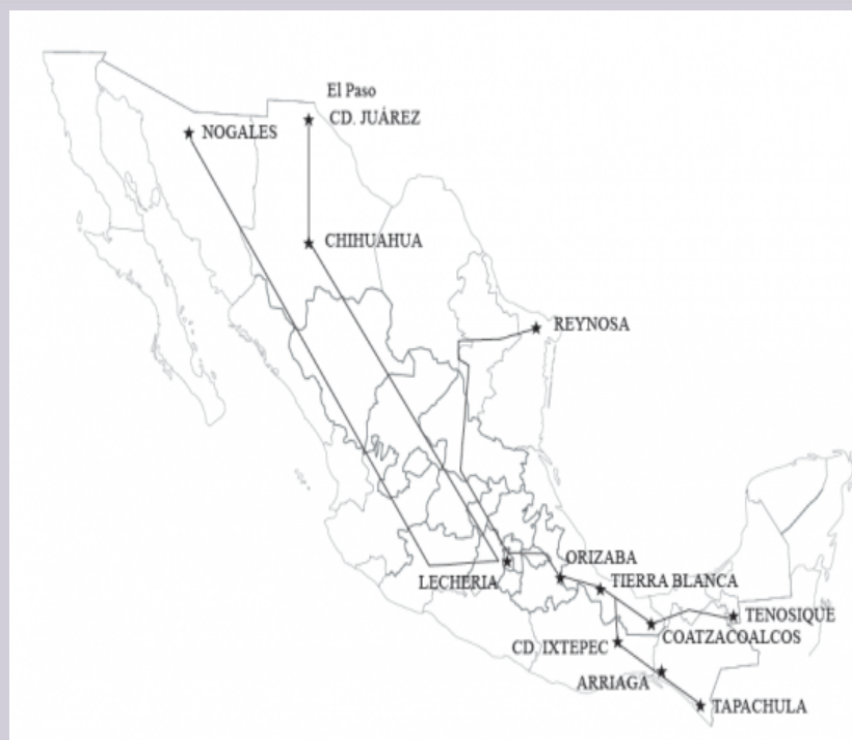 El Paso
CD. JUÁREZ
NOGALES
CHIHUAHUA
REYNOSA
ORIZABA
LECHERIA
TIERRA BLANCA
TENOSIQUE
COATZACOALCOS
CD. IXTEPEC
ARRIAGA
TAPACHULA